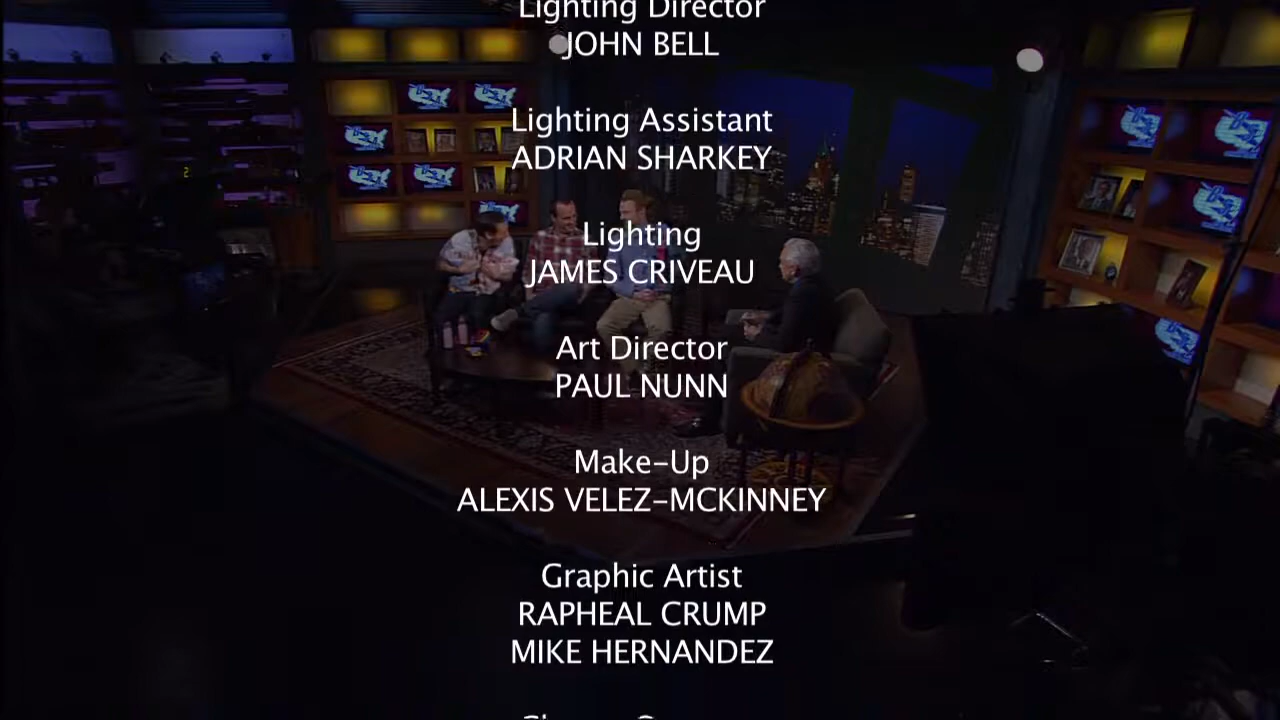 Lighting Director
JOHN BELL
Lighting Assistant
ADRIAN SHARKEY
Lighting
JAMES CRIVEAU
Art Director
PAUL NUNN
Make-Up
ALEXIS VELEZ-MCKINNEY
Graphic Artist
RAPHEAL CRUMP
MIKE HERNANDEZ